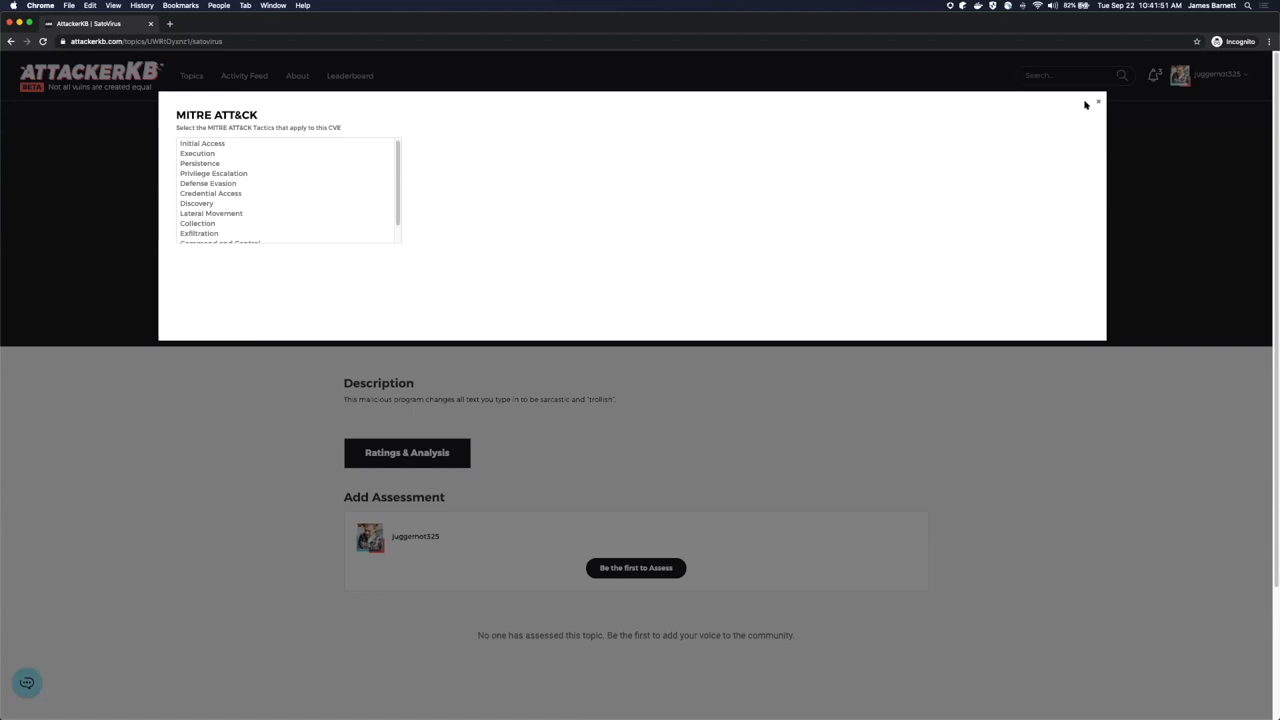 Chrome File Edit View History Bookmarks People Tab Window Help
82% Tue Sep 22 10:41:51 James Barnett
AttackerKB | SatoVirus
attackerkb.com/topics/UWRtOyxnz1/satovirus
Incognito
ATTACKERKB
BETA Not all vulns are created equal
Topics Activity Feed About Leaderboard
Search...
3
juggernot325
MITRE ATT&CK
Select the MITRE ATT&CK Tactics that apply to this CVE
Initial Access
Execution
Persistence
Privilege Escalation
Defense Evasion
Credential Access
Discovery
Lateral Movement
Collection
Exfiltration
Command and Control
Description
This malicious program changes all text you type in to be sarcastic and "trollish".
Ratings & Analysis
Add Assessment
juggernot325
Be the first to Assess
No one has assessed this topic. Be the first to add your voice to the community.